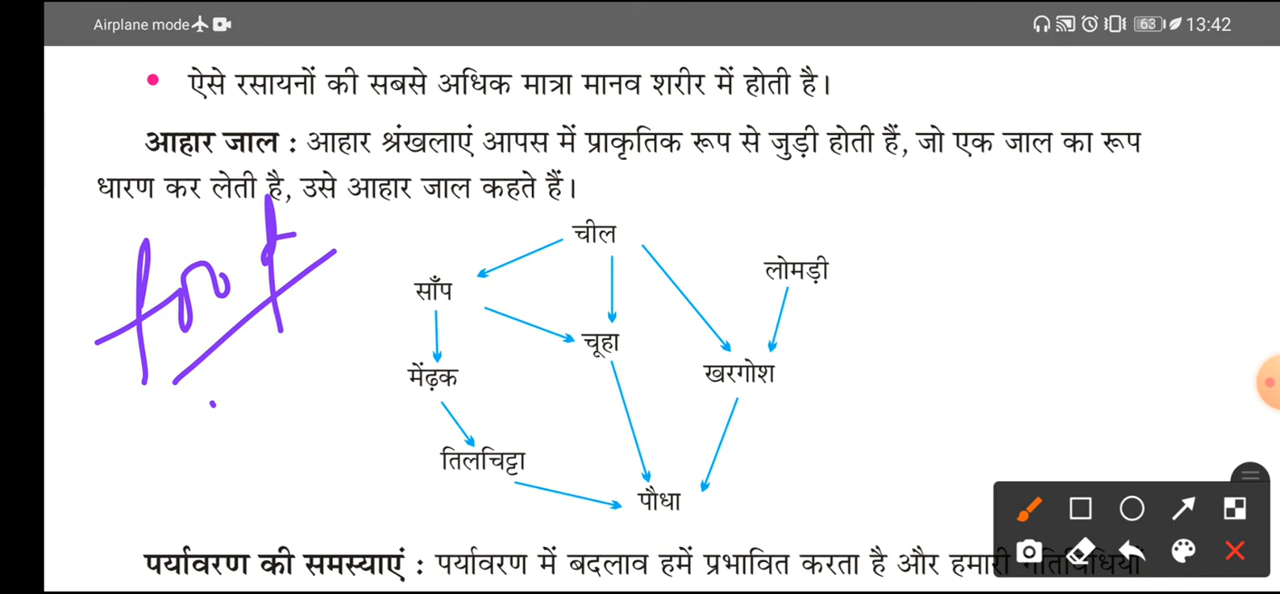 Airplane mode 63 13:42
ऐसे रसायनों की सबसे अधिक मात्रा मानव शरीर में होती है।
आहार जाल : आहार श्रंखलाएं आपस में प्राकृतिक रूप से जुड़ी होती हैं, जो एक जाल का रूप
धारण कर लेती है, उसे आहार जाल कहते हैं।
चील
लोमड़ी
साँप
चूहा
मेंढ़क
खरगोश
तिलचिट्टा
पौधा
पर्यावरण की समस्याएं : पर्यावरण में बदलाव हमें प्रभावित करता है और हमारी